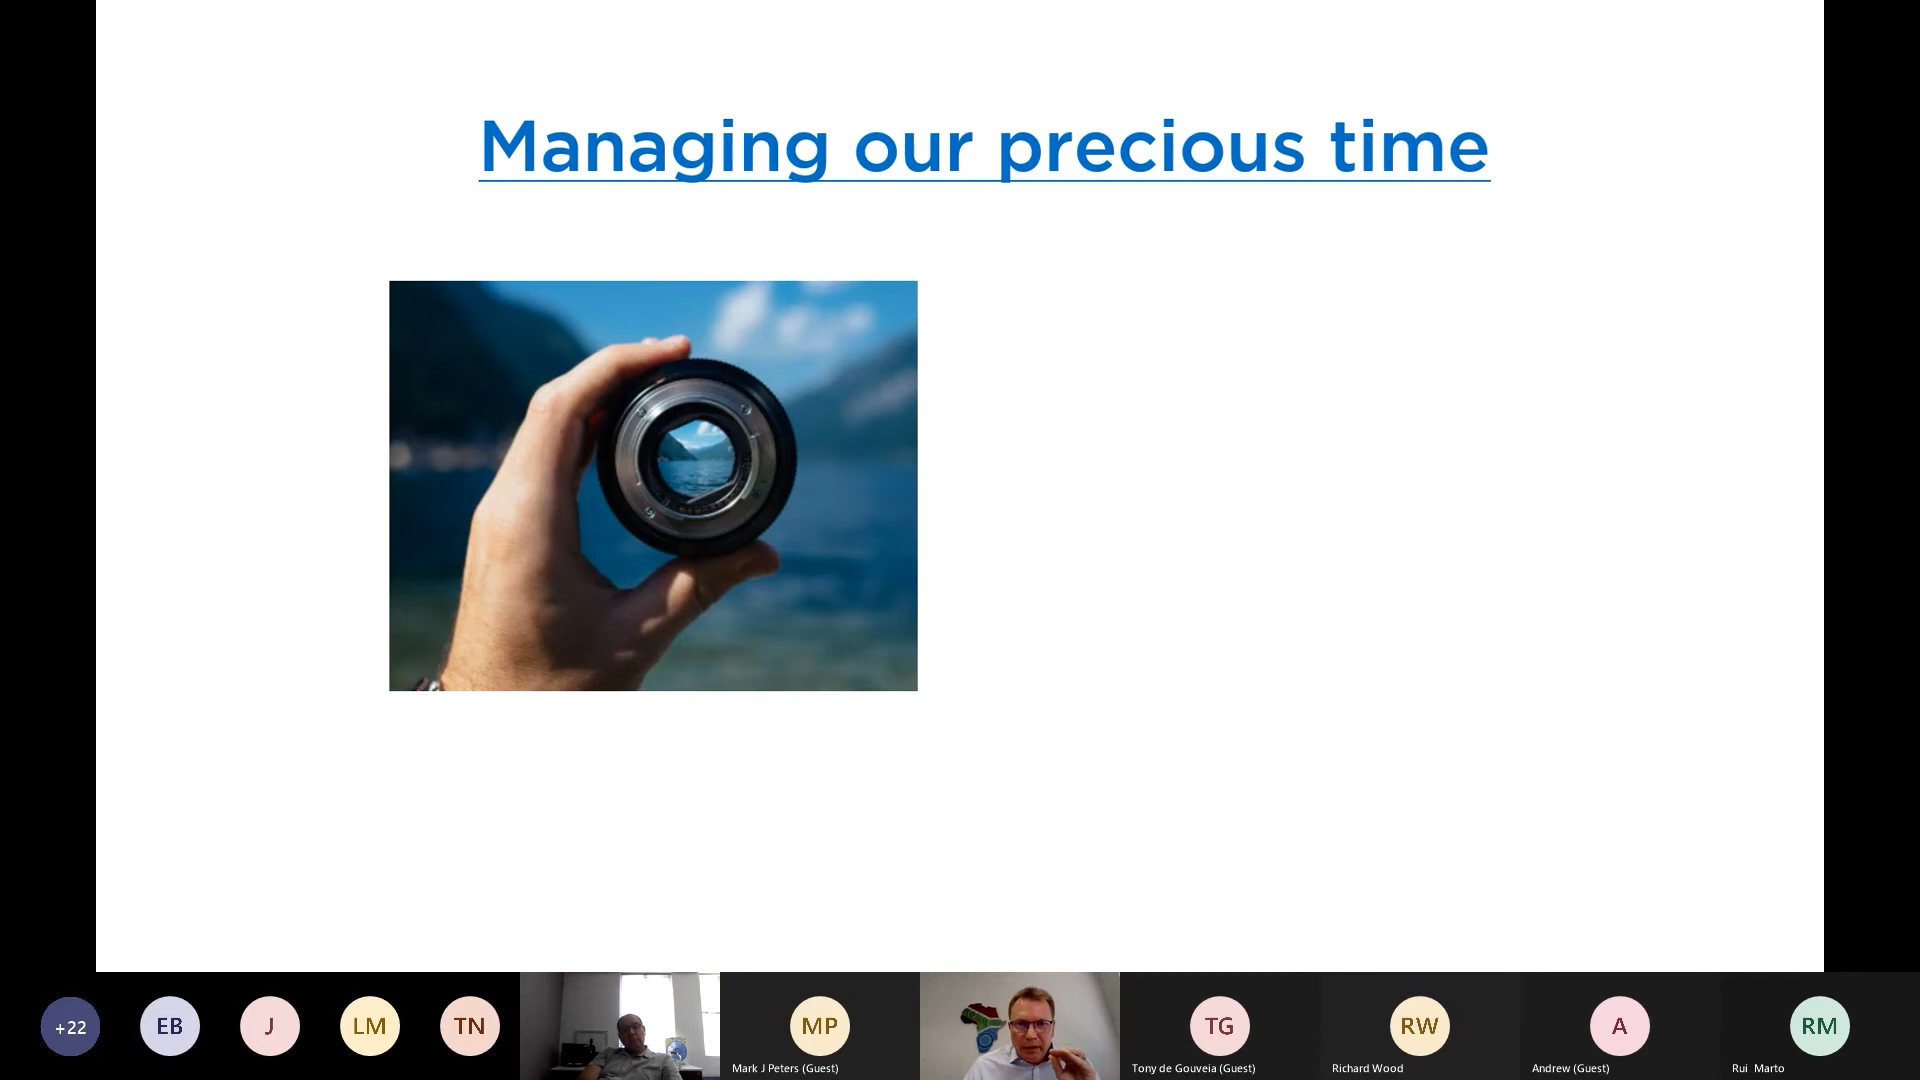 Managing our precious time
+22
EB
J
LM
TN
MP
Mark J Peters (Guest)
TG
Tony de Gouveia (Guest)
RW
Richard Wood
A
Andrew (Guest)
RM
Rui Marto